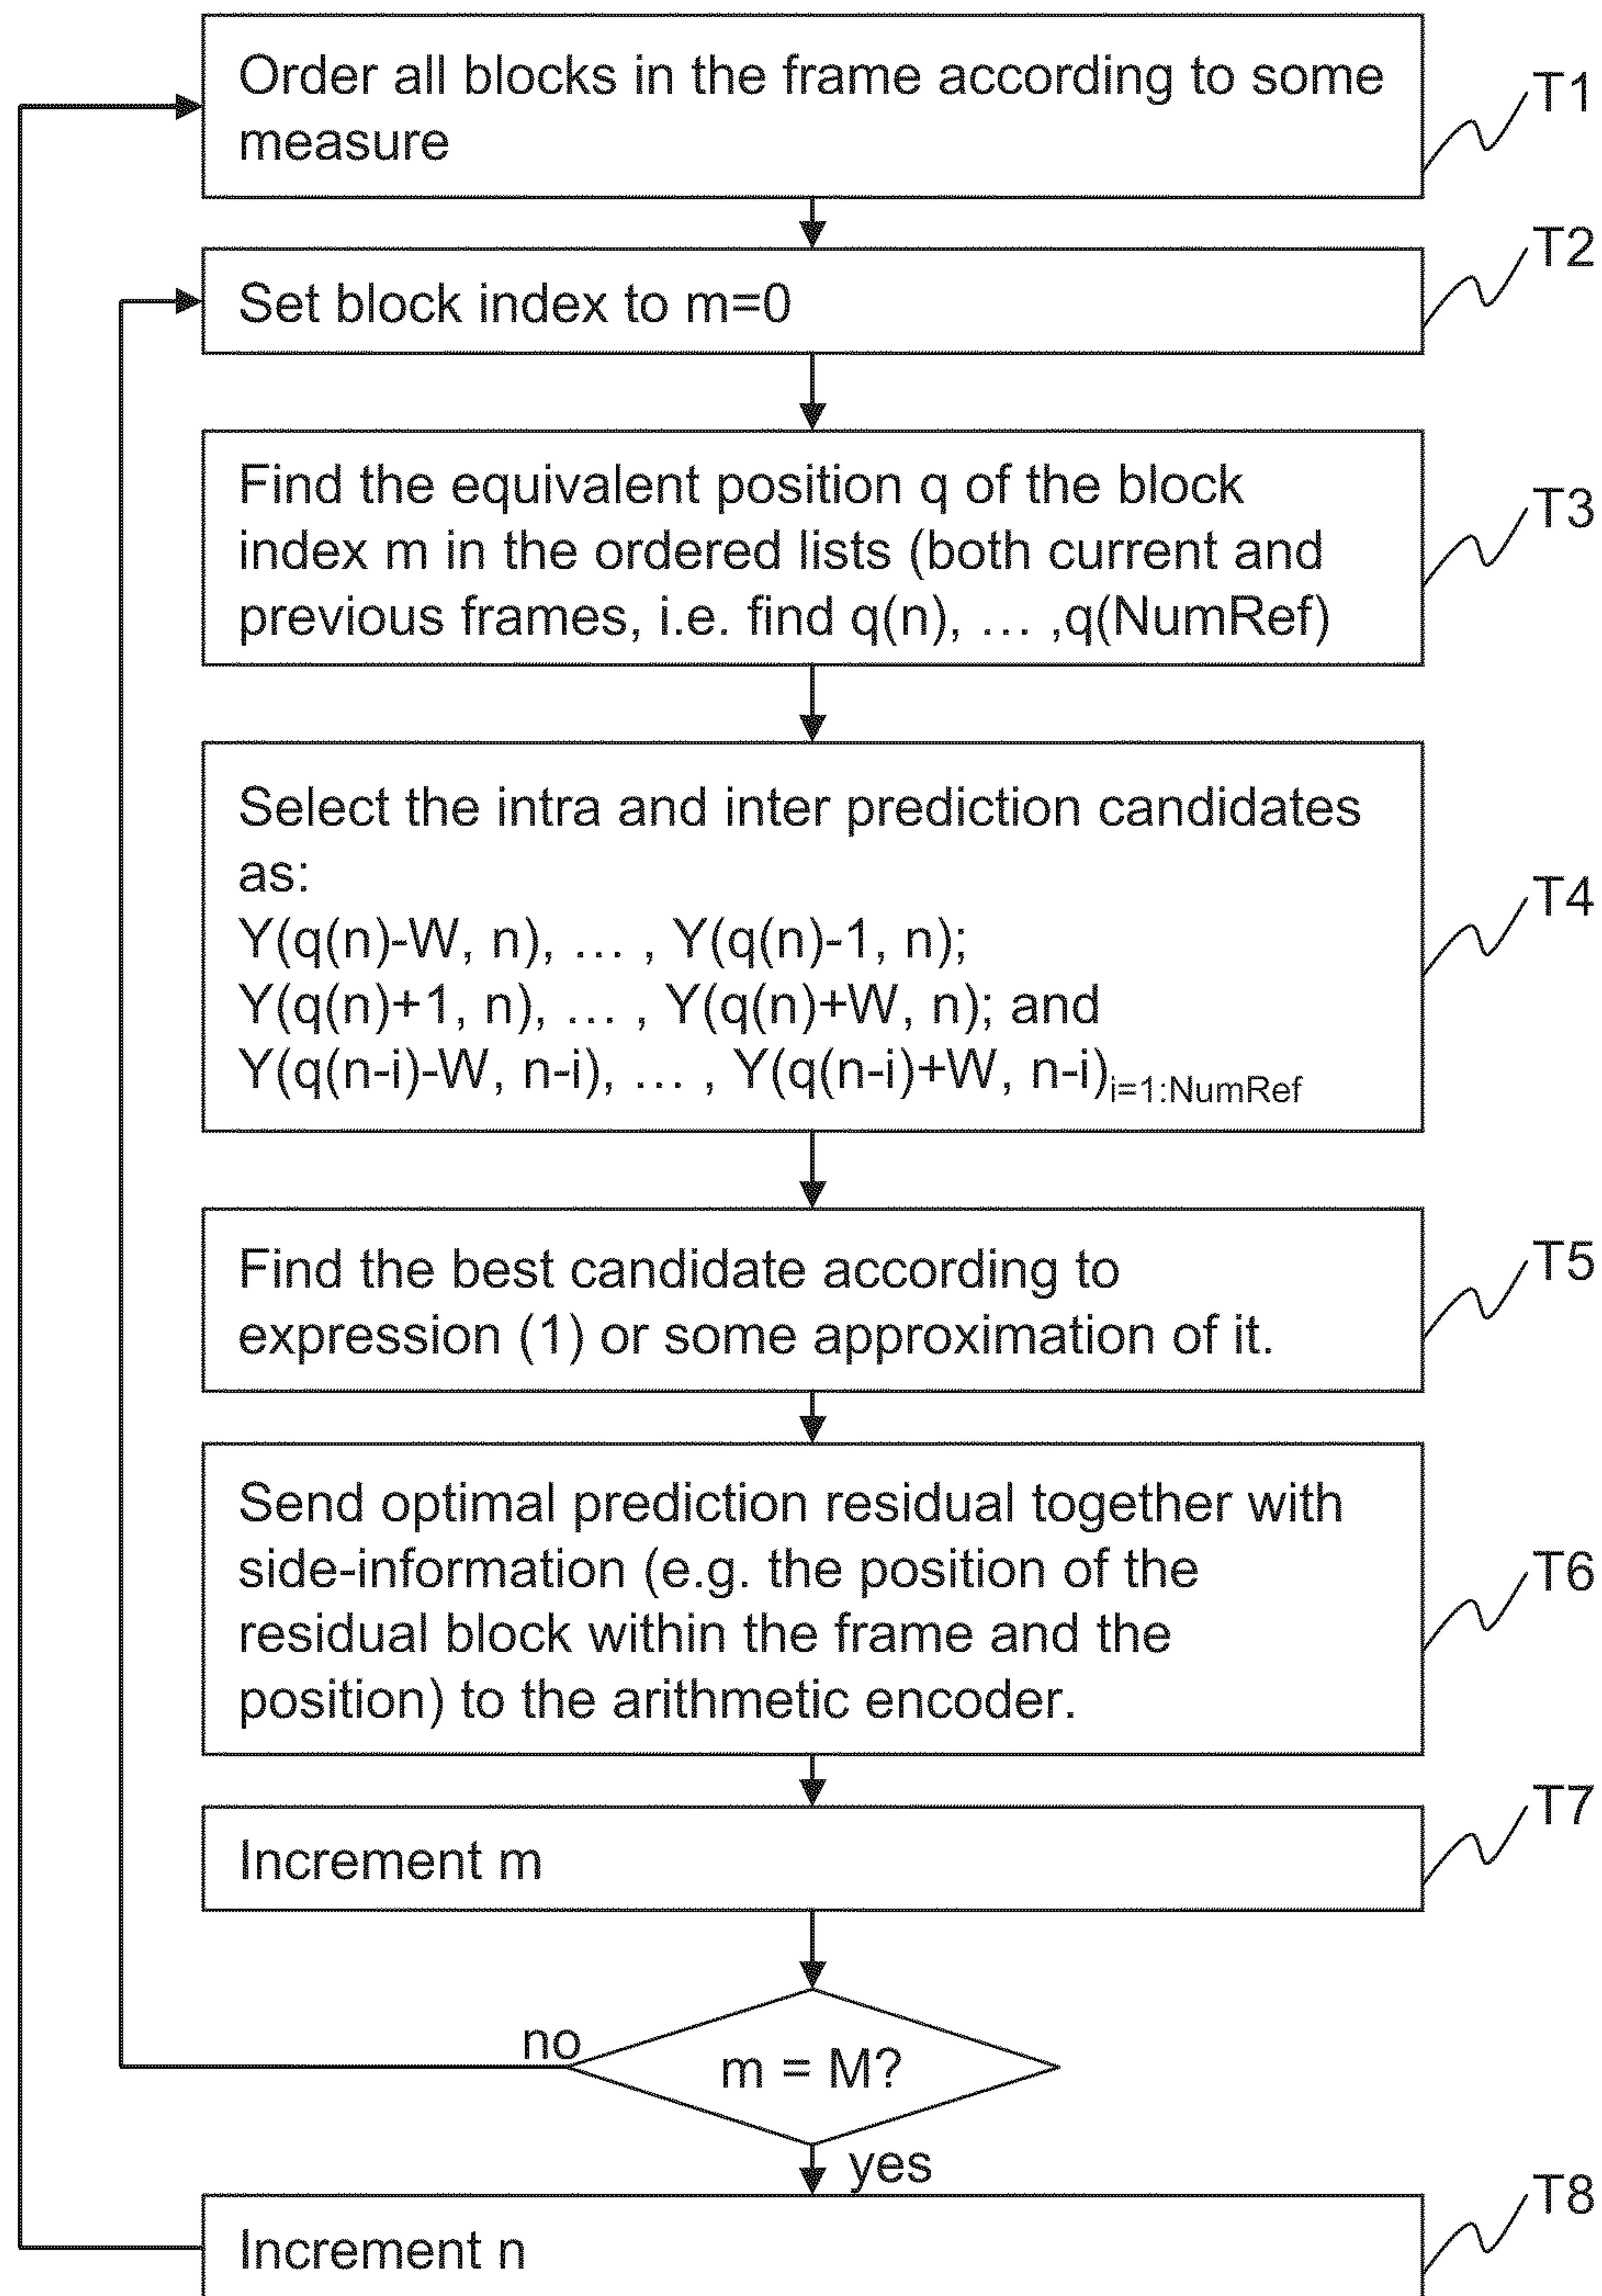 Order all blocks in the frame according to some
measure
T1
Set block index to m=0
T2
Find the equivalent position q of the block
index m in the ordered lists (both current and
previous frames, i.e. find q(n), … ,q(NumRef)
T3
Select the intra and inter prediction candidates
as:
Y(q(n)-W, n), … , Y(q(n)-1, n);
Y(q(n)+1, n), … , Y(q(n)+W, n); and
Y(q(n-i)-W, n-i), … , Y(q(n-i)+W, n-i)i=1:NumRef
T4
Find the best candidate according to
expression (1) or some approximation of it.
T5
Send optimal prediction residual together with
side-information (e.g. the position of the
residual block within the frame and the
position) to the arithmetic encoder.
T6
Increment m
T7
no
m = M?
yes
Increment n
T8